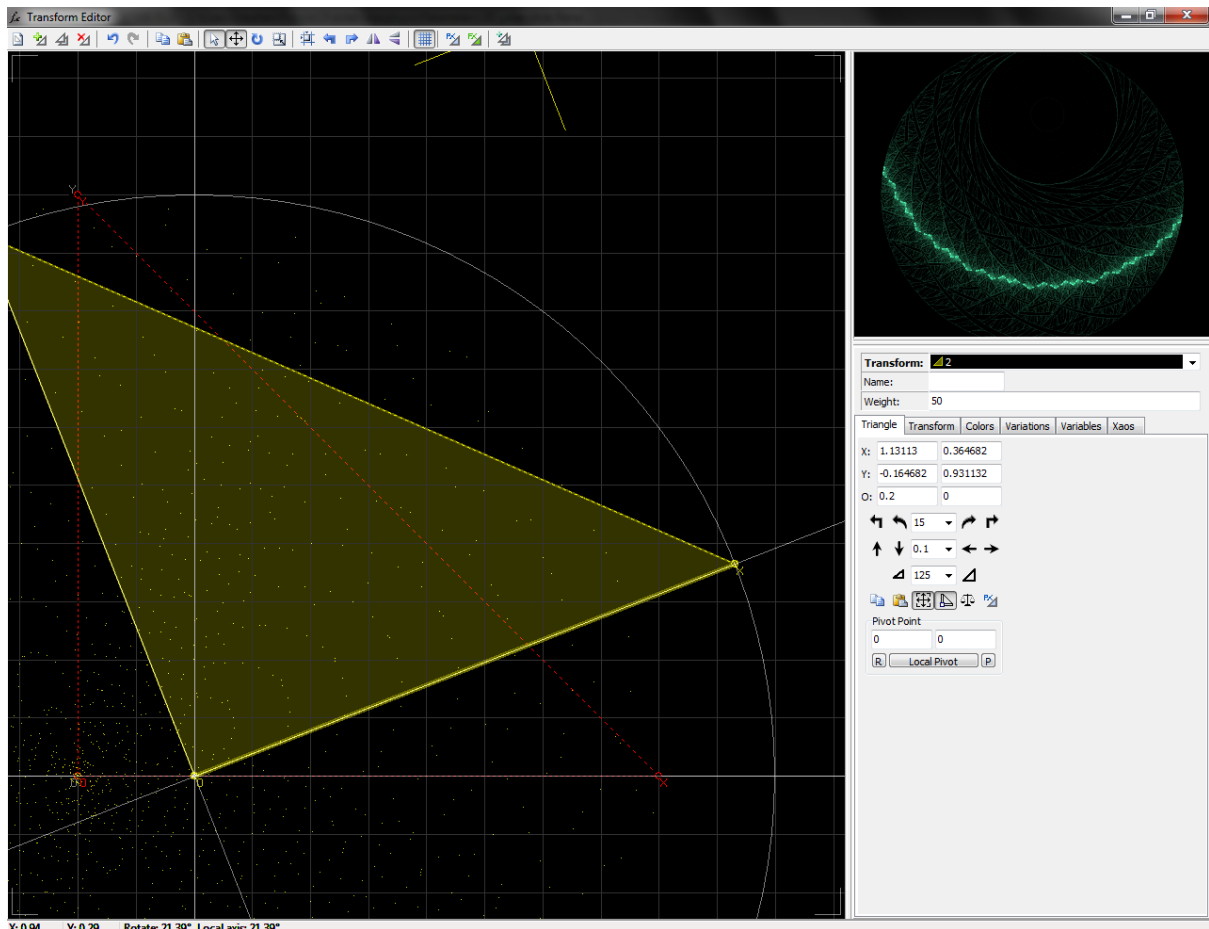 Transform Editor
Y
X
O
X
Transform: 2
Name:
Weight: 50
Triangle Transform Colors Variations Variables Xaos
X: 1.13113 0.364682
Y: -0.164682 0.931132
O: 0.2 0
15
0.1
125
Pivot Point
0 0
R Local Pivot P
X: 0.94 Y: 0.29 Rotate: 21.39° Local axis: 21.39°